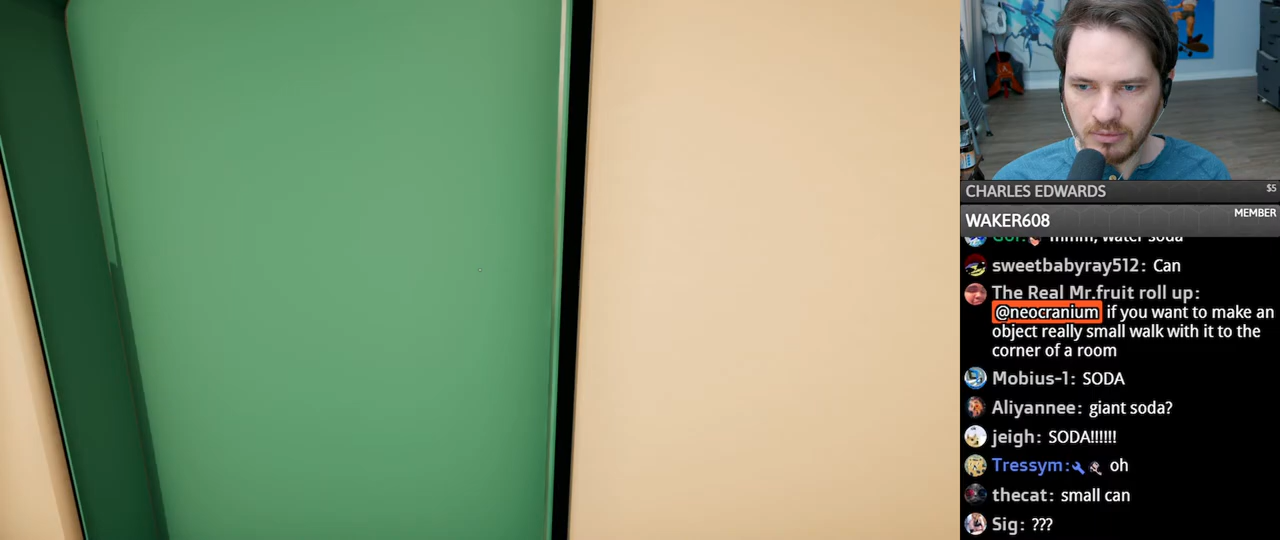 CHARLES EDWARDS $5
WAKER608 MEMBER
Gol: mmm, water soda
sweetbabyray512: Can
The Real Mr.fruit roll up:
@neocranium if you want to make an
object really small walk with it to the
corner of a room
Mobius-1: SODA
Aliyannee: giant soda?
jeigh: SODA!!!!!!
Tressym: oh
thecat: small can
Sig: ???